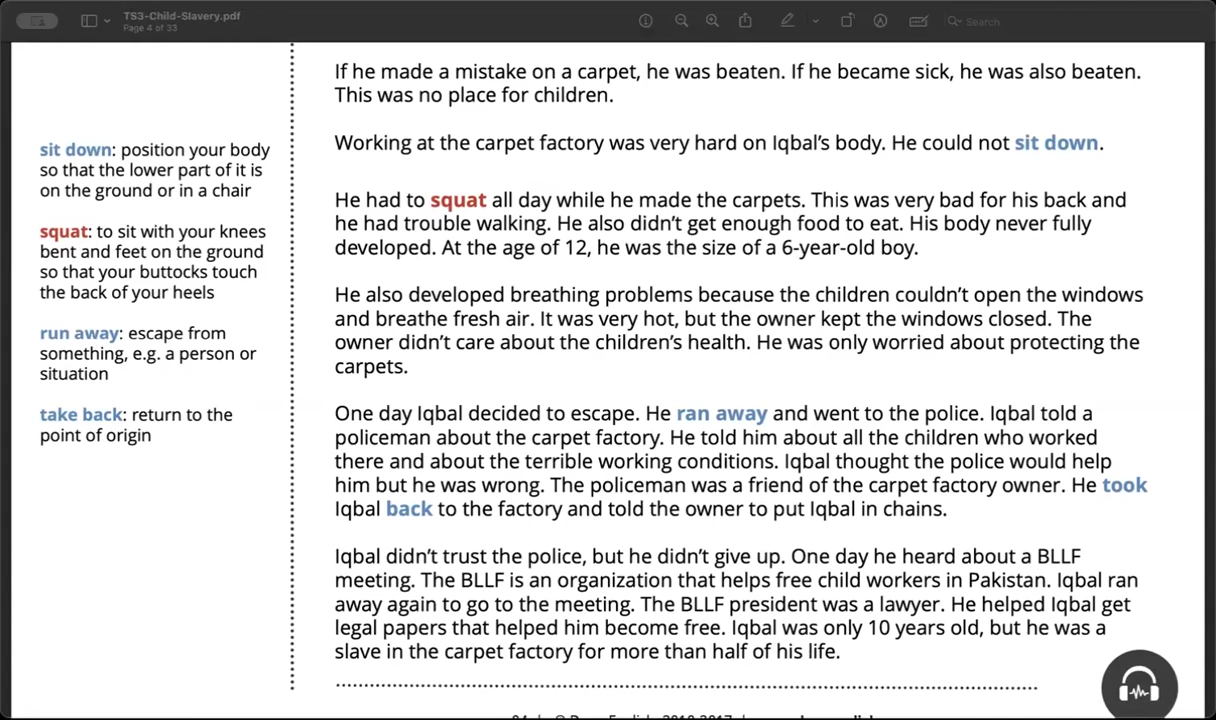 TS3-Child-Slavery.pdf
Page 4 of 33
Search
If he made a mistake on a carpet, he was beaten. If he became sick, he was also beaten.
This was no place for children.
Working at the carpet factory was very hard on Iqbal's body. He could not sit down.
He had to squat all day while he made the carpets. This was very bad for his back and
he had trouble walking. He also didn't get enough food to eat. His body never fully
developed. At the age of 12, he was the size of a 6-year-old boy.
He also developed breathing problems because the children couldn't open the windows
and breathe fresh air. It was very hot, but the owner kept the windows closed. The
owner didn't care about the children's health. He was only worried about protecting the
carpets.
One day Iqbal decided to escape. He ran away and went to the police. Iqbal told a
policeman about the carpet factory. He told him about all the children who worked
there and about the terrible working conditions. Iqbal thought the police would help
him but he was wrong. The policeman was a friend of the carpet factory owner. He took
Iqbal back to the factory and told the owner to put Iqbal in chains.
Iqbal didn't trust the police, but he didn't give up. One day he heard about a BLLF
meeting. The BLLF is an organization that helps free child workers in Pakistan. Iqbal ran
away again to go to the meeting. The BLLF president was a lawyer. He helped Iqbal get
legal papers that helped him become free. Iqbal was only 10 years old, but he was a
slave in the carpet factory for more than half of his life.
sit down: position your body
so that the lower part of it is
on the ground or in a chair
squat: to sit with your knees
bent and feet on the ground
so that your buttocks touch
the back of your heels
run away: escape from
something, e.g. a person or
situation
take back: return to the
point of origin